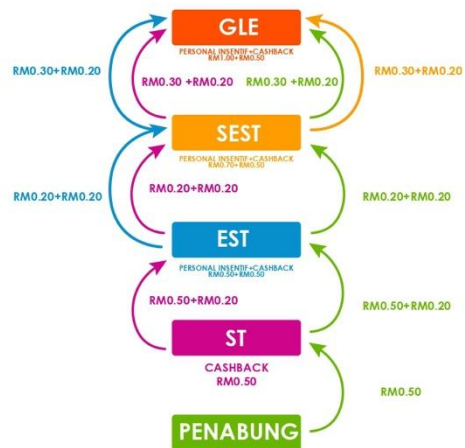 GLE
PERSONAL INSENTIF+CASHBACK
RM1.00+RM0.50
RM0.30+RM0.20
RM0.30 +RM0.20
RM0.30 +RM0.20
RM0.30+RM0.20
SEST
PERSONAL INSENTIF+CASHBACK
RM0.70+RM0.50
RM0.20+RM0.20
RM0.20+RM0.20
RM0.20+RM0.20
EST
PERSONAL INSENTIF+CASHBACK
RM0.50+RM0.50
RM0.50+RM0.20
RM0.50+RM0.20
ST
CASHBACK
RM0.50
RM0.50
PENABUNG